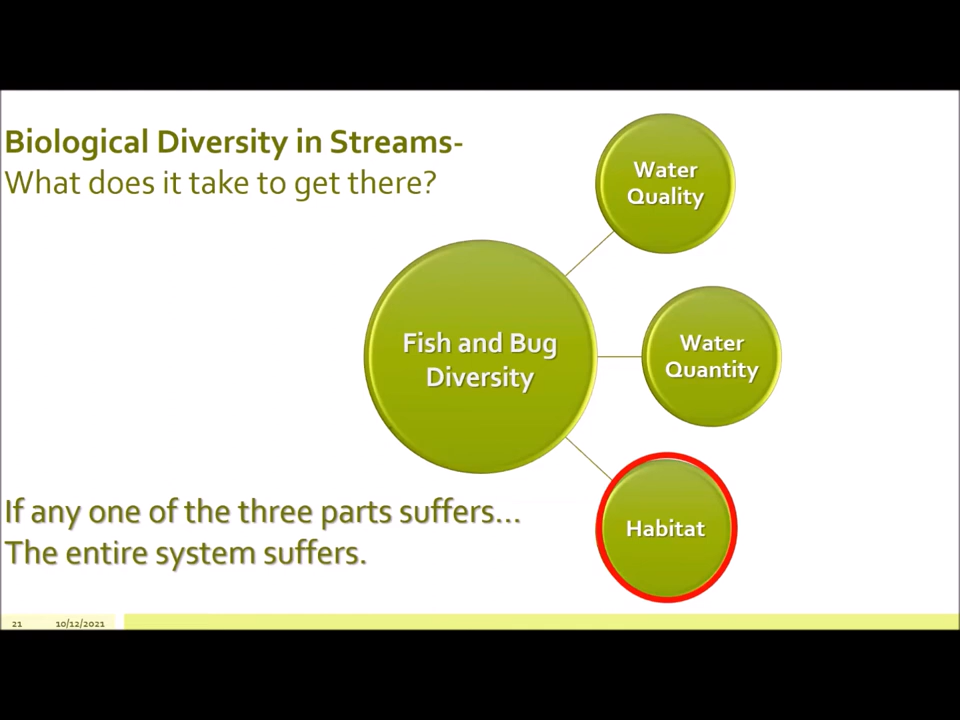 Biological Diversity in Streams-
What does it take to get there?
Water
Quality
Fish and Bug
Diversity
Water
Quantity
Habitat
If any one of the three parts suffers...
The entire system suffers.
21 10/12/2021